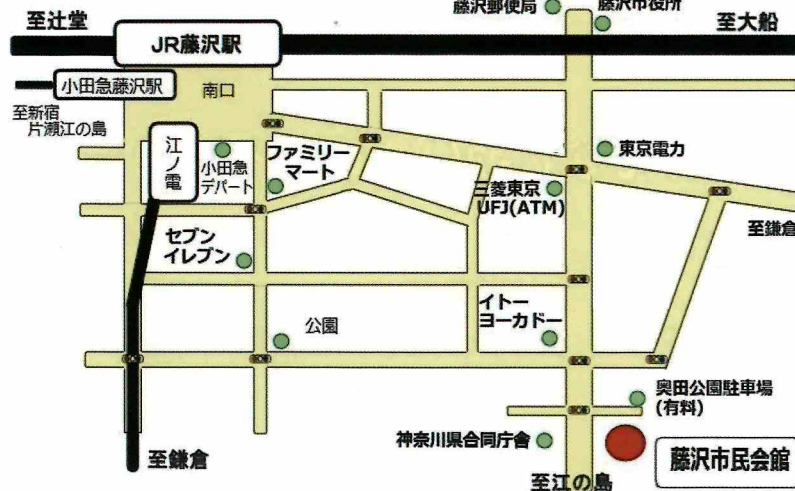 藤沢郵便局
藤沢市役所
至辻堂
JR藤沢駅
至大船
小田急藤沢駅
南口
至新宿
片瀬江の島
江ノ電
小田急
デパート
ファミリー
マート
東京電力
三菱東京
UFJ(ATM)
至鎌倉
セブン
イレブン
イトー
ヨーカドー
公園
奥田公園駐車場
(有料)
神奈川県合同庁舎
藤沢市民会館
至鎌倉
至江の島